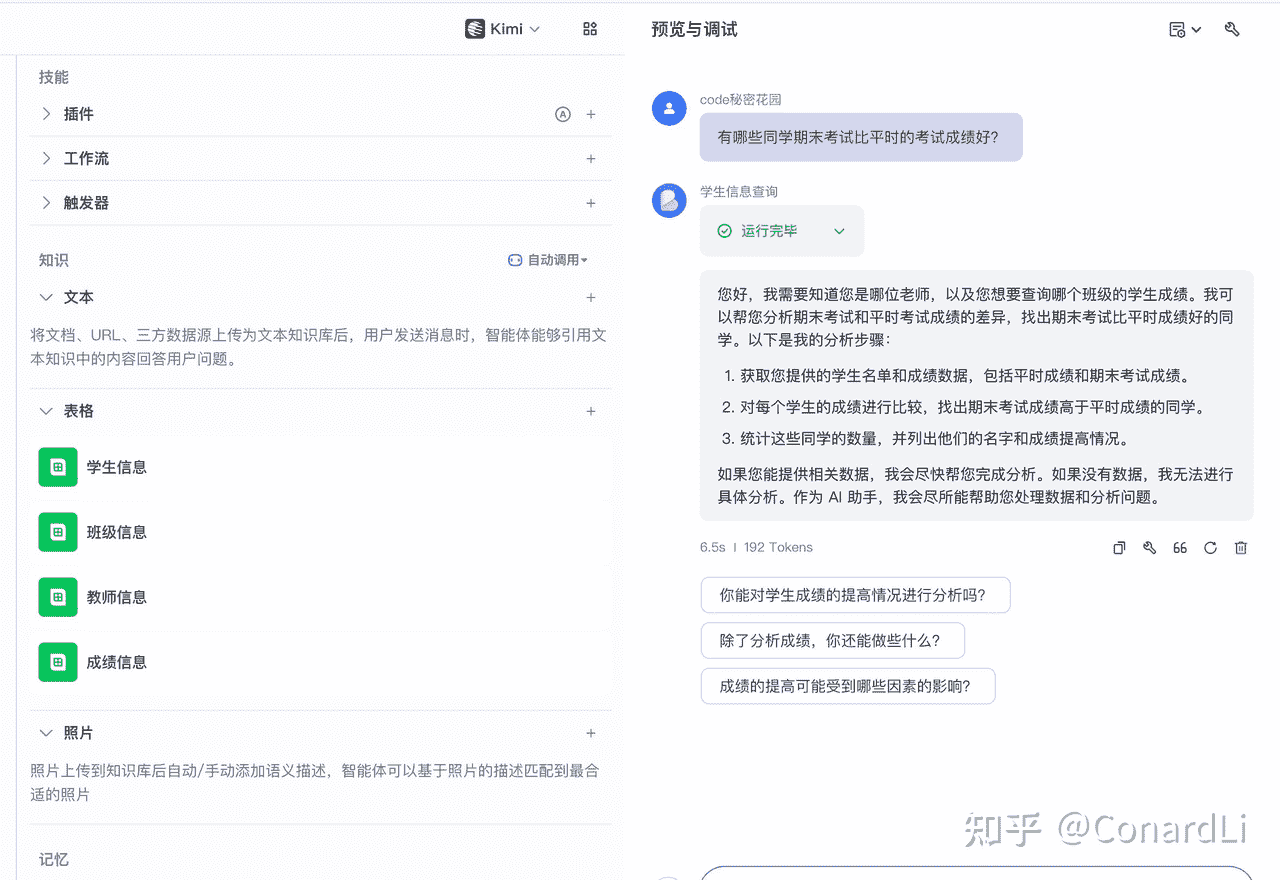 Kimi
技能
插件
工作流
触发器
知识
自动调用
文本
将文档、URL、三方数据源上传为文本知识库后，用户发送消息时，智能体能够引用文
本知识中的内容回答用户问题。
表格
学生信息
班级信息
教师信息
成绩信息
照片
照片上传到知识库后自动/手动添加语义描述，智能体可以基于照片的描述匹配到最合
适的照片
记忆
预览与调试
code秘密花园
有哪些同学期末考试比平时的考试成绩好？
学生信息查询
运行完毕
您好，我需要知道您是哪位老师，以及您想要查询哪个班级的学生成绩。我可
以帮您分析期末考试和平时考试成绩的差异，找出期末考试比平时成绩好的同
学。以下是我的分析步骤：
1. 获取您提供的学生名单和成绩数据，包括平时成绩和期末考试成绩。
2. 对每个学生的成绩进行比较，找出期末考试成绩高于平时成绩的同学。
3. 统计这些同学的数量，并列出他们的名字和成绩提高情况。
如果您能提供相关数据，我会尽快帮您完成分析。如果没有数据，我无法进行
具体分析。作为 AI 助手，我会尽所能帮助您处理数据和分析问题。
6.5s | 192 Tokens
你能对学生成绩的提高情况进行分析吗？
除了分析成绩，你还能做些什么？
成绩的提高可能受到哪些因素的影响？
知乎 @ConardLi